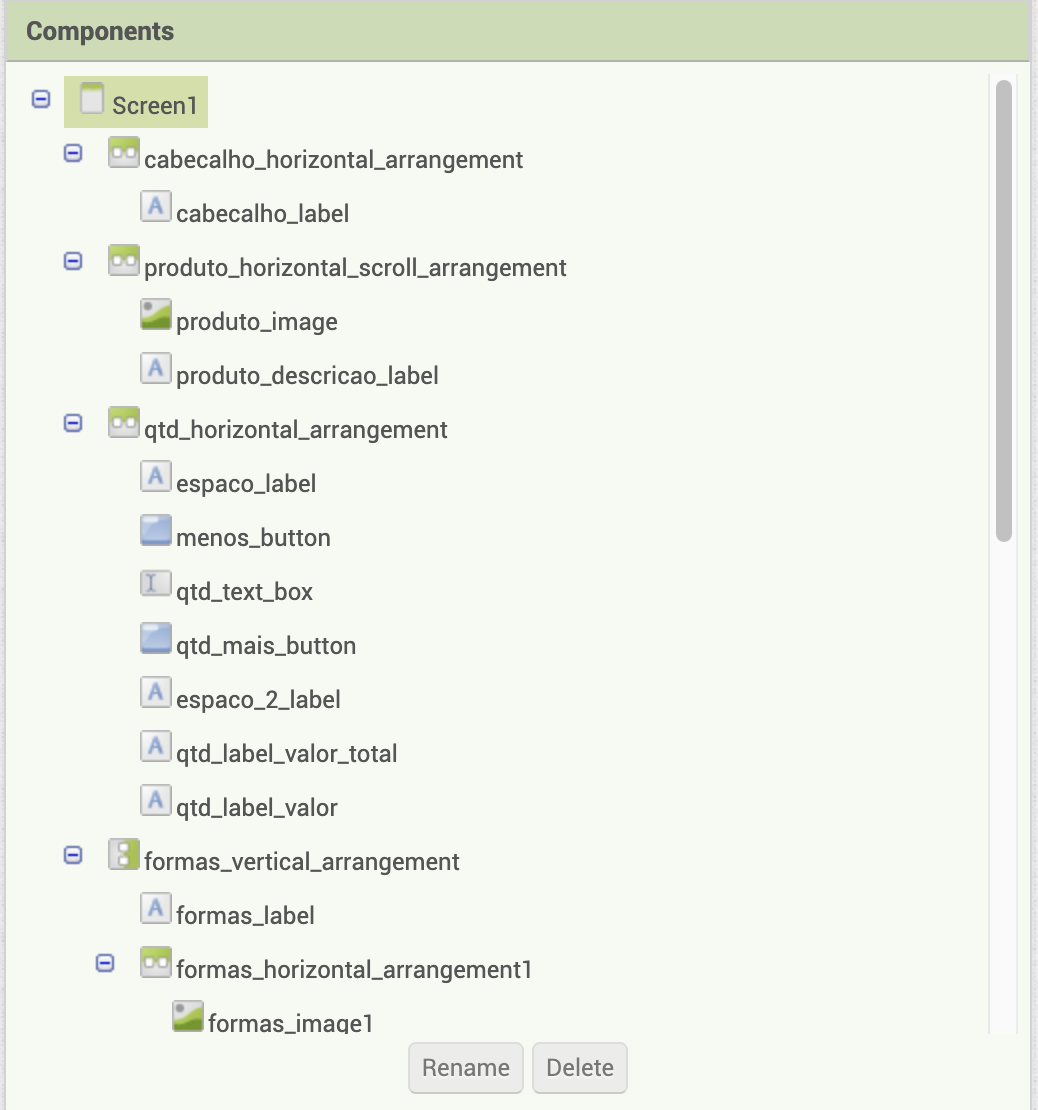 Components
Screen1
cabecalho_horizontal_arrangement
cabecalho_label
produto_horizontal_scroll_arrangement
produto_image
produto_descricao_label
qtd_horizontal_arrangement
espaco_label
menos_button
qtd_text_box
qtd_mais_button
espaco_2_label
qtd_label_valor_total
qtd_label_valor
formas_vertical_arrangement
formas_label
formas_horizontal_arrangement1
formas_image1
Rename Delete